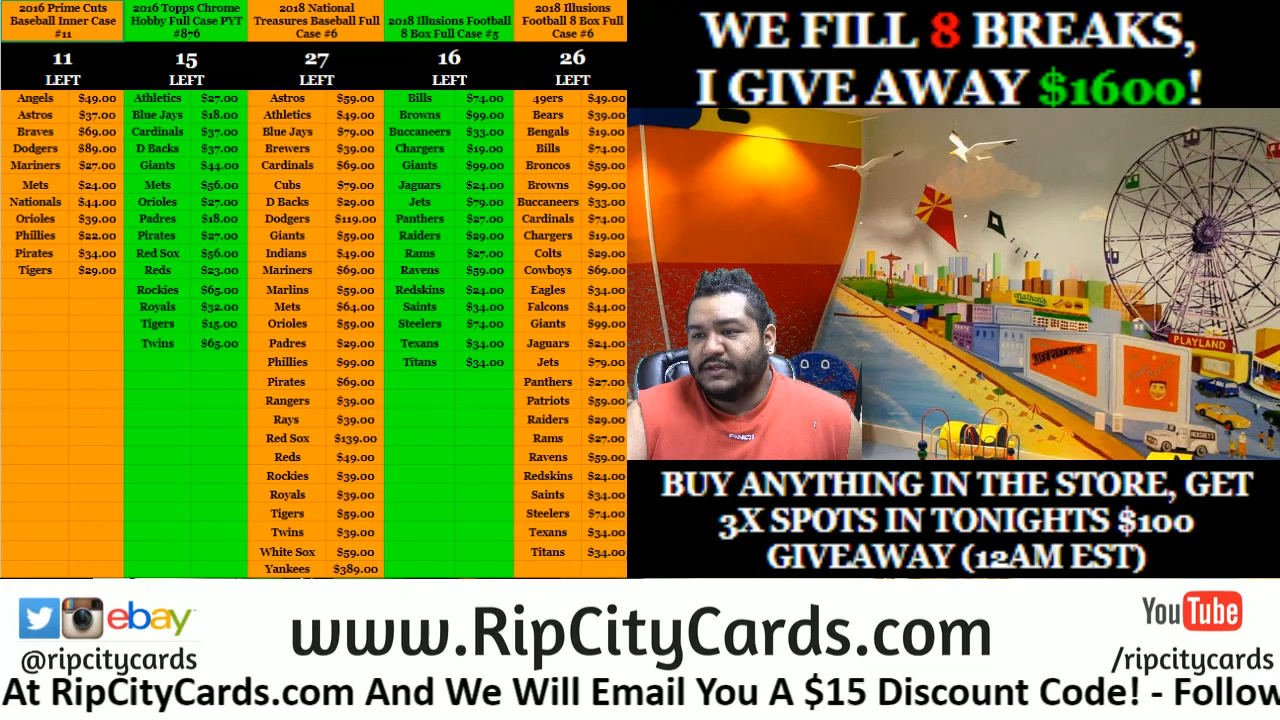 2016 Prime Cuts
Baseball Inner Case
#11
11
LEFT
Angels $49.00
Astros $37.00
Braves $69.00
Dodgers $89.00
Mariners $27.00
Mets $24.00
Nationals $44.00
Orioles $39.00
Phillies $22.00
Pirates $34.00
Tigers $29.00
2016 Topps Chrome
Hobby Full Case PYT
#876
15
LEFT
Athletics $27.00
Blue Jays $18.00
Cardinals $37.00
D Backs $37.00
Giants $44.00
Mets $56.00
Orioles $27.00
Padres $18.00
Pirates $27.00
Red Sox $56.00
Reds $23.00
Rockies $65.00
Royals $32.00
Tigers $15.00
Twins $65.00
2018 National
Treasures Baseball Full
Case #6
27
LEFT
Astros $59.00
Athletics $49.00
Blue Jays $79.00
Brewers $39.00
Cardinals $69.00
Cubs $79.00
D Backs $29.00
Dodgers $119.00
Giants $59.00
Indians $49.00
Mariners $69.00
Marlins $59.00
Mets $64.00
Orioles $59.00
Padres $29.00
Phillies $99.00
Pirates $69.00
Rangers $39.00
Rays $39.00
Red Sox $139.00
Reds $49.00
Rockies $39.00
Royals $39.00
Tigers $59.00
Twins $39.00
White Sox $59.00
Yankees $389.00
2018 Illusions Football
8 Box Full Case #5
16
LEFT
Bills $74.00
Browns $99.00
Buccaneers $33.00
Chargers $19.00
Giants $99.00
Jaguars $24.00
Jets $79.00
Panthers $27.00
Raiders $29.00
Rams $27.00
Ravens $59.00
Redskins $24.00
Saints $34.00
Steelers $74.00
Texans $34.00
Titans $34.00
2018 Illusions
Football 8 Box Full
Case #6
26
LEFT
49ers $49.00
Bears $39.00
Bengals $19.00
Bills $74.00
Broncos $59.00
Browns $99.00
Buccaneers $33.00
Cardinals $74.00
Chargers $19.00
Colts $29.00
Cowboys $69.00
Eagles $34.00
Falcons $44.00
Giants $99.00
Jaguars $24.00
Jets $79.00
Panthers $27.00
Patriots $59.00
Raiders $29.00
Rams $27.00
Ravens $59.00
Redskins $24.00
Saints $34.00
Steelers $74.00
Texans $34.00
Titans $34.00
WE FILL 8 BREAKS,
I GIVE AWAY $1600!
nathan's
PLAYLAND
AND1
BUY ANYTHING IN THE STORE, GET
3X SPOTS IN TONIGHTS $100
GIVEAWAY (12AM EST)
ebay
@ripcitycards
www.RipCityCards.com
YouTube
/ripcitycards
At RipCityCards.com And We Will Email You A $15 Discount Code! - Follow